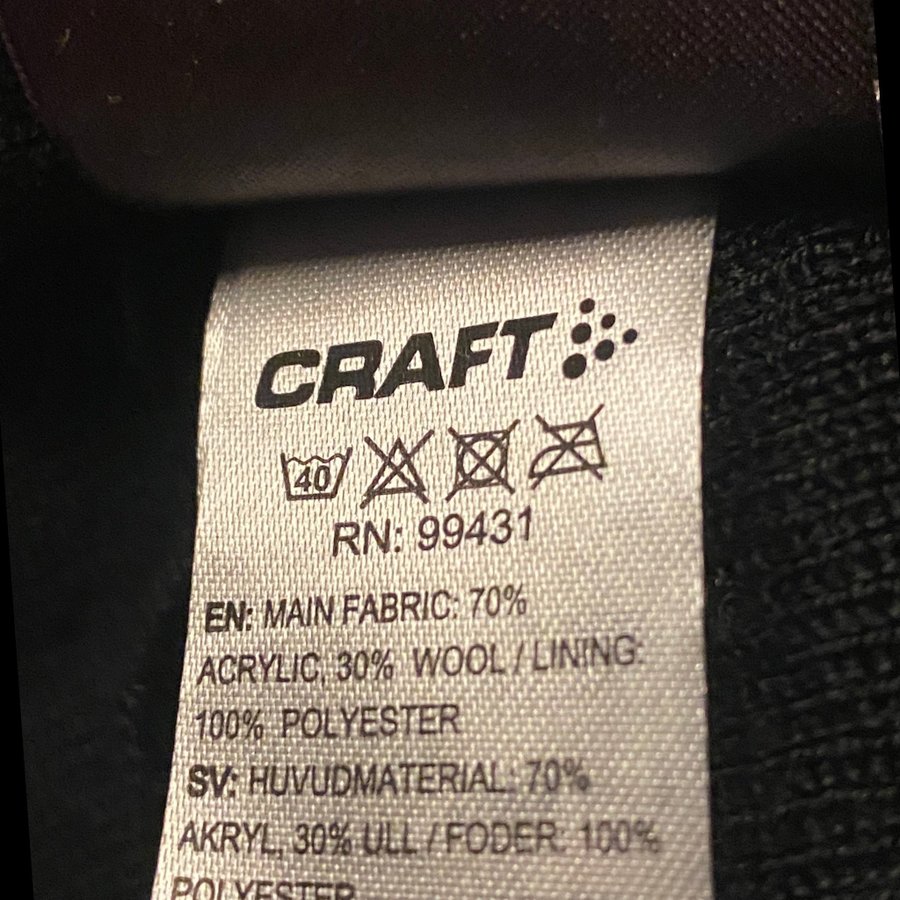 CRAFT
40
RN: 99431
EN: MAIN FABRIC: 70%
ACRYLIC, 30% WOOL / LINING:
100% POLYESTER
SV: HUVUDMATERIAL: 70%
AKRYL, 30% ULL / FODER: 100%
POLYESTER